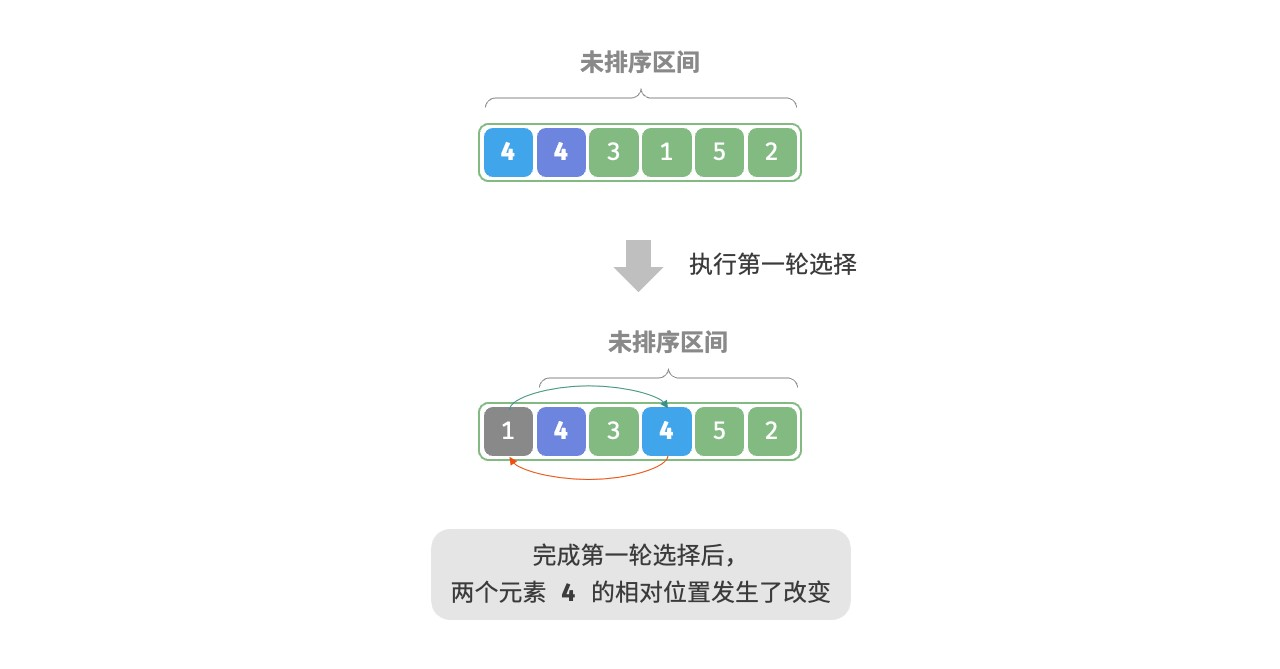 未排序区间
4 4 3 1 5 2
执行第一轮选择
未排序区间
1 4 3 4 5 2
完成第一轮选择后，
两个元素 4 的相对位置发生了改变